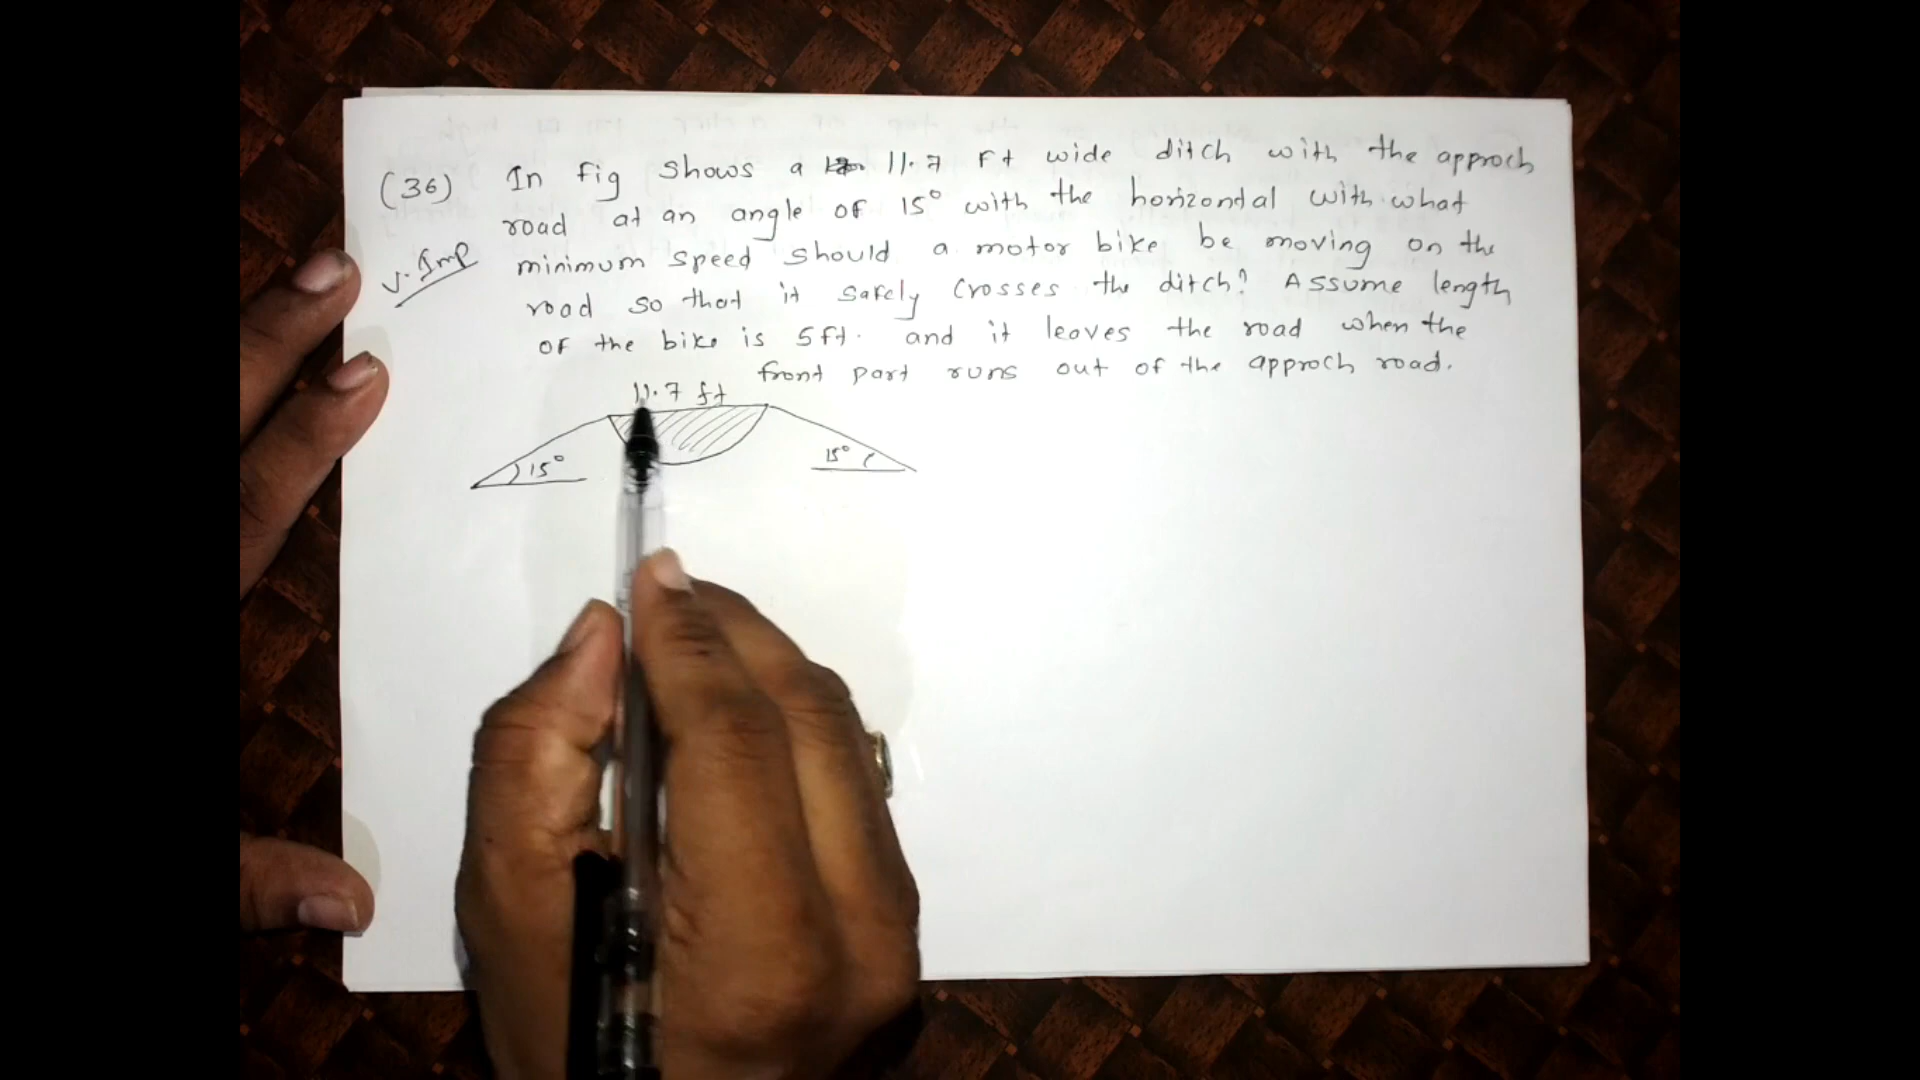 (36) In fig shows a 11.7 Ft wide ditch with the approch
road at an angle of 15° with the horizontal with what
V. Imp
minimum speed should a motor bike be moving on the
road so that it safely crosses the ditch? Assume length
of the bike is 5ft. and it leaves the road when the
front part runs out of the approch road.
11.7 ft
15°
15°